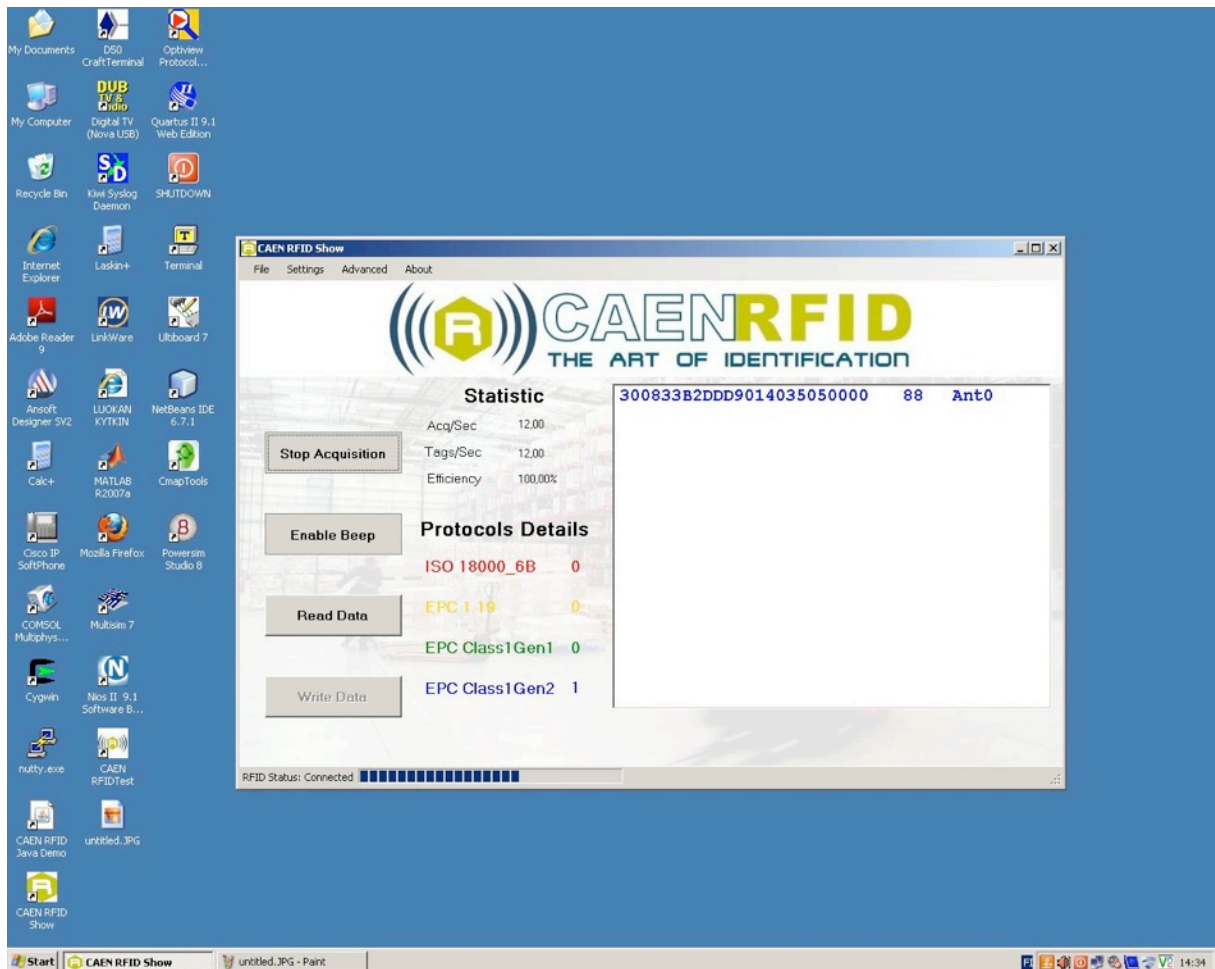 My Documents
D50
CraftTerminal
Optiview
Protocol...
My Computer
DVB
TV &
Radio
Digital TV
(Nova USB)
II
Quartus II 9.1
Web Edition
Recycle Bin
Kiwi Syslog
Daemon
SHUTDOWN
Internet
Explorer
Laskin+
Terminal
Adobe Reader
9
LinkWare
Ultiboard 7
Ansoft
Designer SV2
LUOKAN
KYTKIN
NetBeans IDE
6.7.1
Calc+
MATLAB
R2007a
CmapTools
Cisco IP
SoftPhone
Mozilla Firefox
Powersim
Studio 8
COMSOL
Multiphys...
Multisim 7
Cygwin
Nios II 9.1
Software B...
nutty.exe
CAEN
RFIDTest
CAEN RFID
Java Demo
untitled.JPG
CAEN RFID
Show
CAEN RFID Show
File Settings Advanced About
CAENRFID
THE ART OF IDENTIFICATION
Statistic
Acq/Sec 12,00
Tags/Sec 12,00
Efficiency 100,00%
Stop Acquisition
Enable Beep
Read Data
Write Data
Protocols Details
ISO 18000_6B 0
EPC 1.19 0
EPC Class1Gen1 0
EPC Class1Gen2 1
300833B2DDD9014035050000 88 Ant0
RFID Status: Connected
Start
CAEN RFID Show
untitled.JPG - Paint
FI
14:34